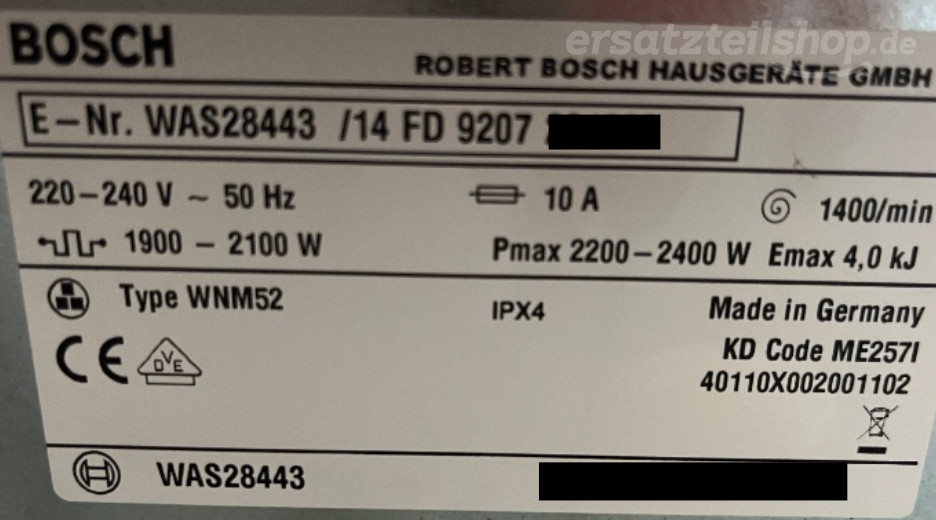 ersatzteilshop.de
BOSCH
ROBERT BOSCH HAUSGERÄTE GMBH
E-Nr. WAS28443 /14 FD 9207
220-240 V ~ 50 Hz 10 A 1400/min
1900 - 2100 W Pmax 2200-2400 W Emax 4,0 kJ
Type WNM52 IPX4 Made in Germany
CE DVE KD Code ME257I
40110X002001102
WAS28443